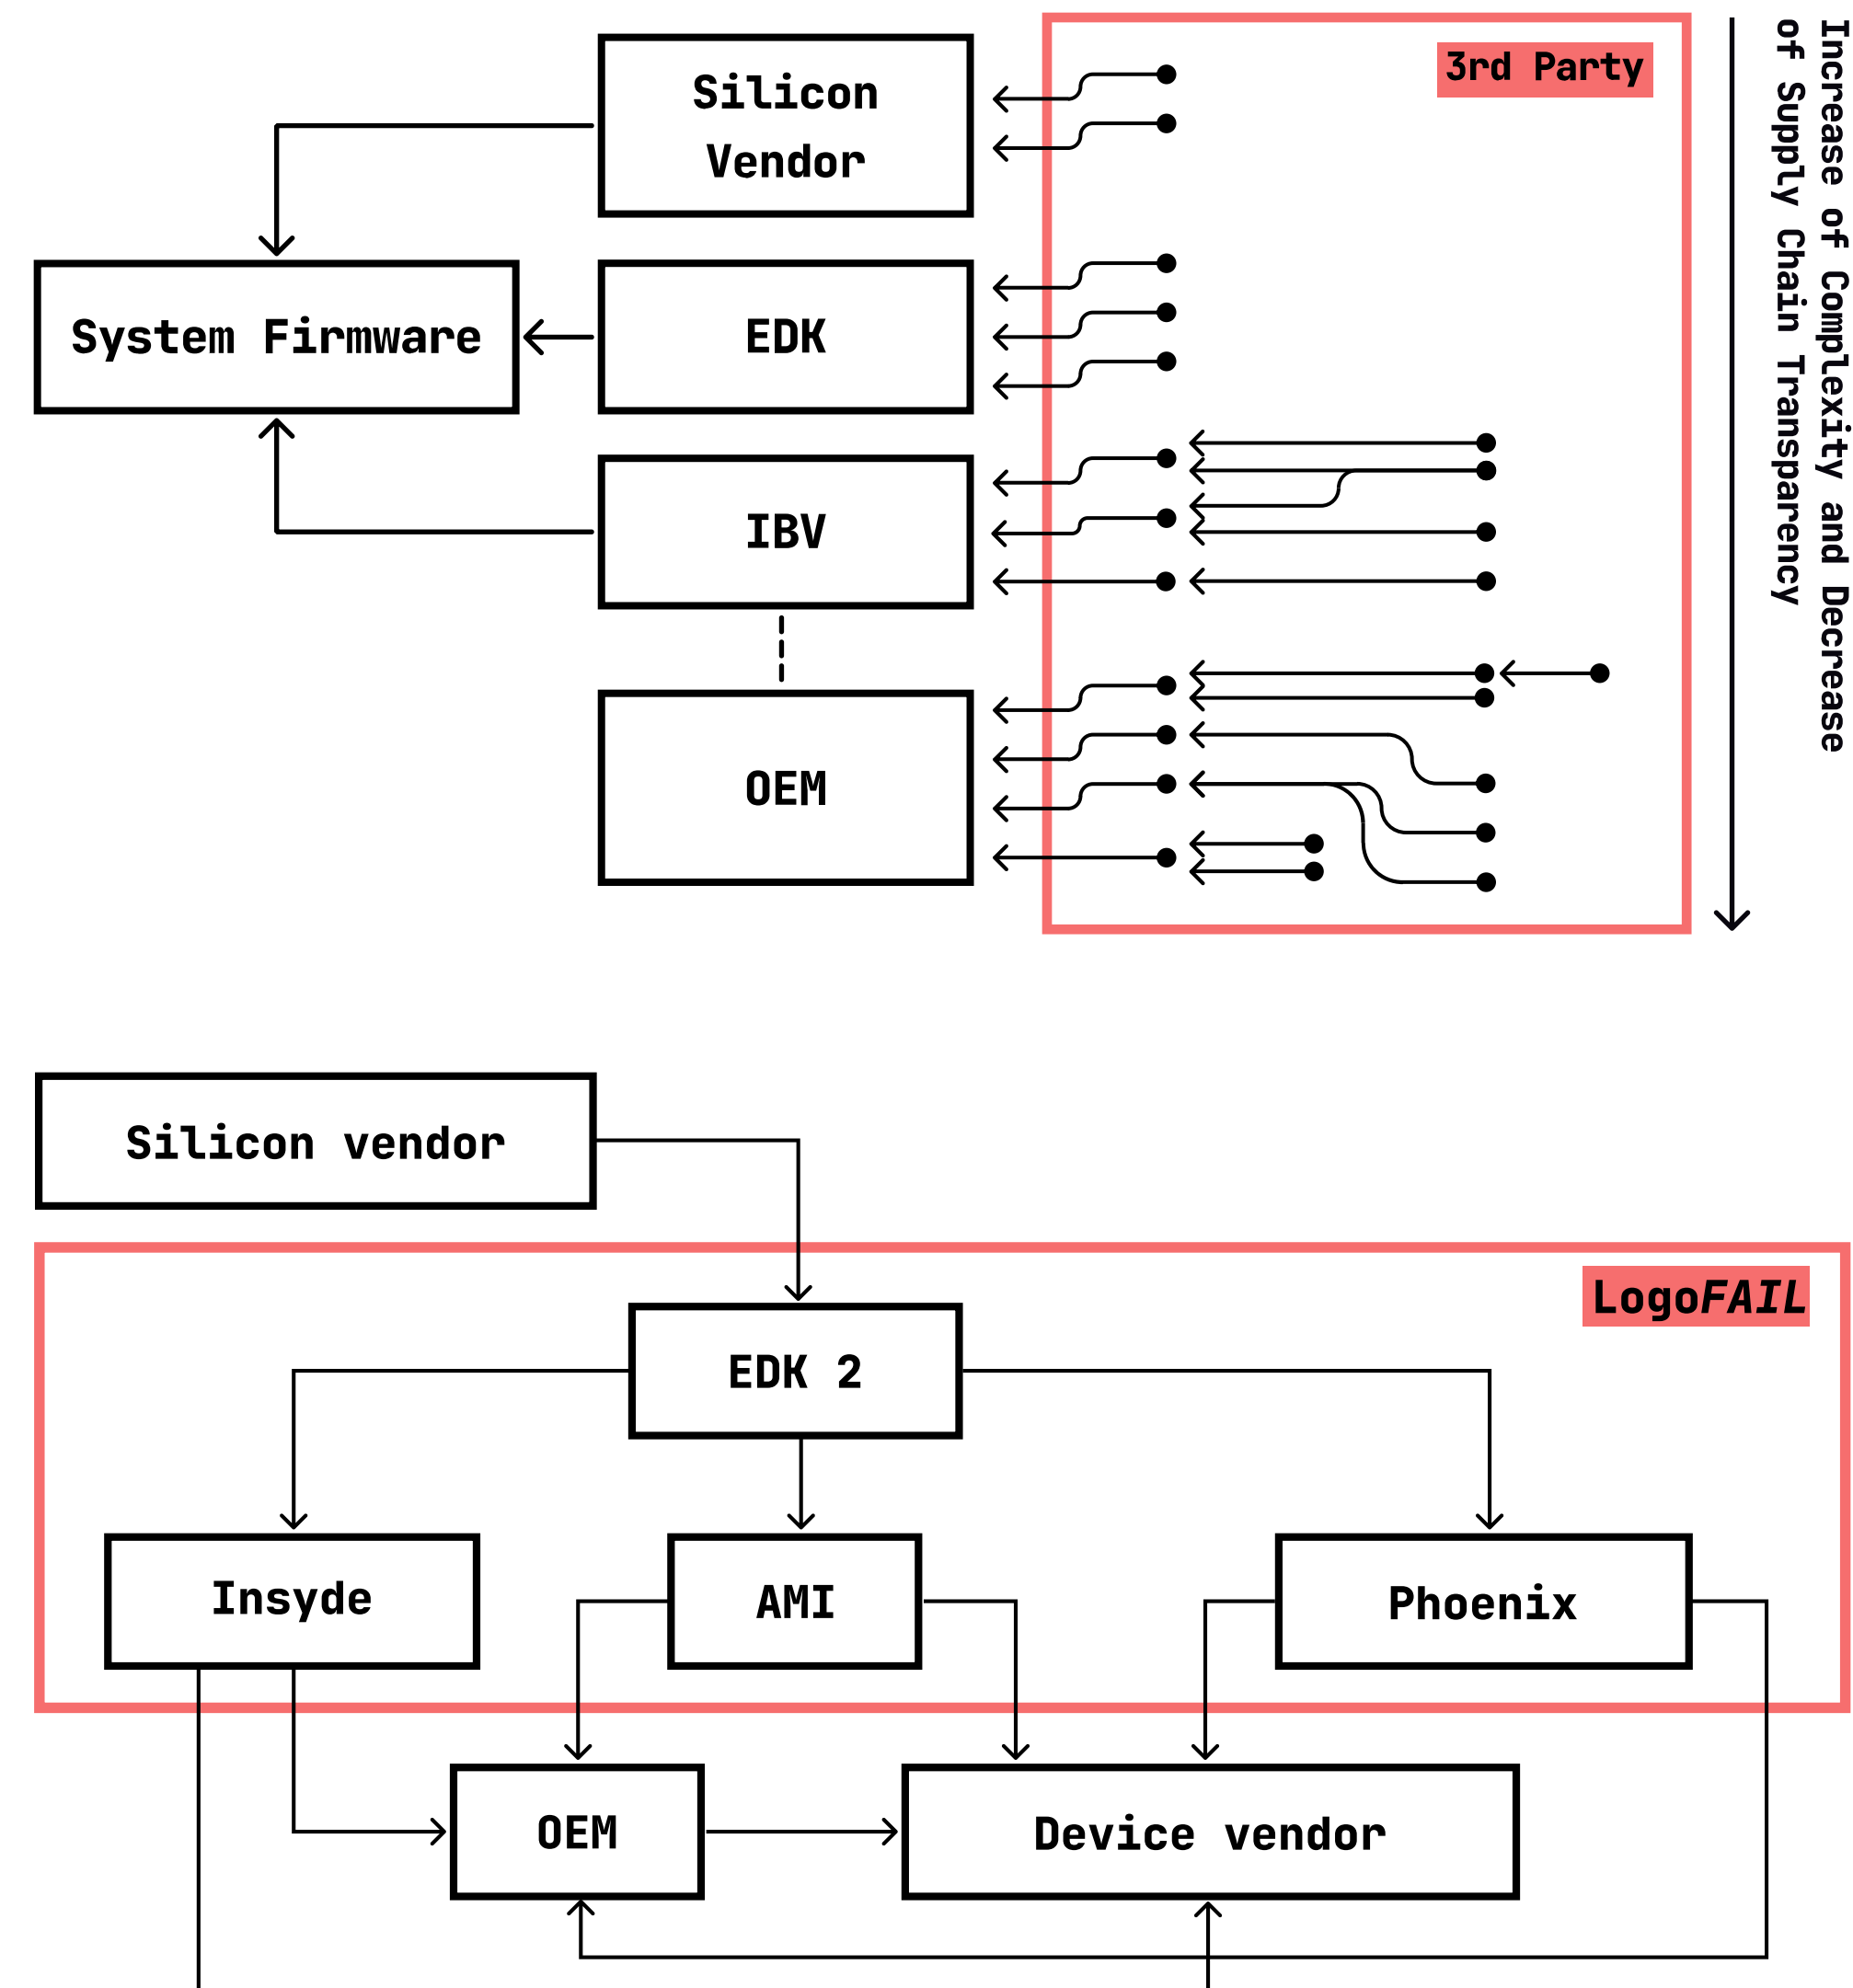 Silicon
Vendor
3rd Party
Increase of Complexity and Decrease
of Supply Chain Transparency
System Firmware
EDK
IBV
OEM
Silicon vendor
LogoFAIL
EDK 2
Insyde
AMI
Phoenix
OEM
Device vendor